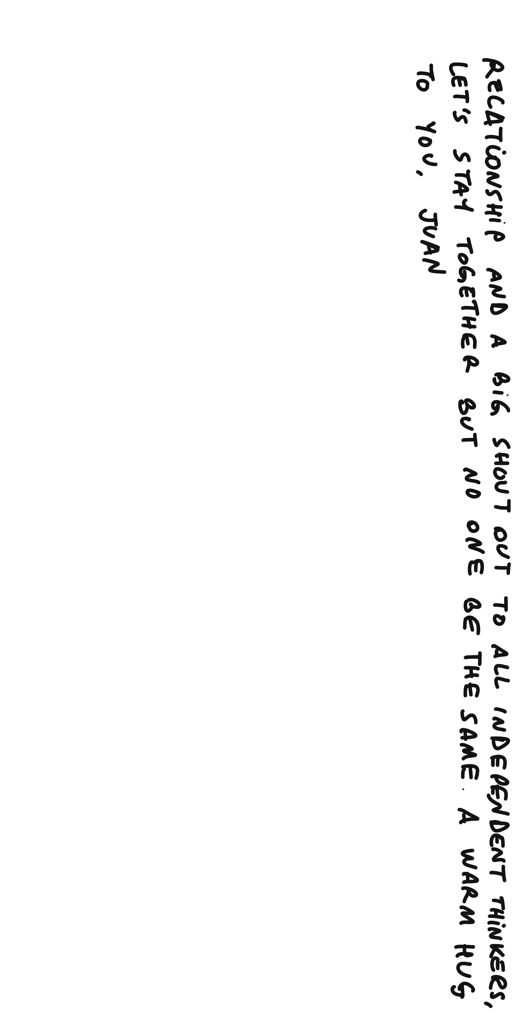 RELATiONSHiP AND A BiG SHOUT OUT TO ALL INDEPENDENT THiNKERS,
LET'S STAY TOGETHER BUT NO ONE BE THE SAME. A WARM HUG
TO YOU, JUAN